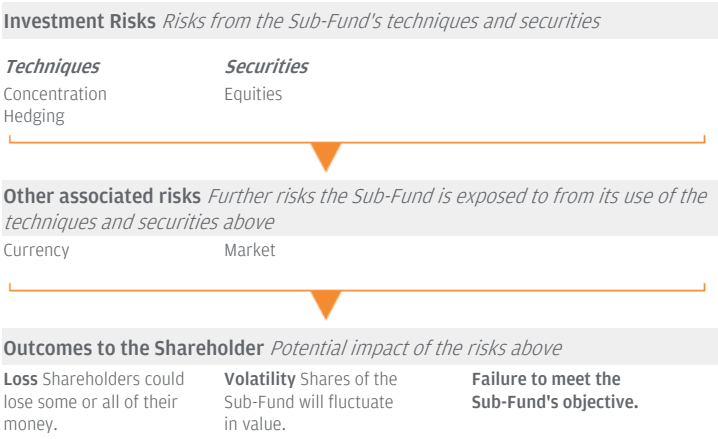 Investment Risks Risks from the Sub-Fund's techniques and securities
Techniques
Concentration
Hedging
Securities
Equities
Other associated risks Further risks the Sub-Fund is exposed to from its use of the
techniques and securities above
Currency
Market
Outcomes to the Shareholder Potential impact of the risks above
Loss Shareholders could
lose some or all of their
money.
Volatility Shares of the
Sub-Fund will fluctuate
in value.
Failure to meet the
Sub-Fund's objective.